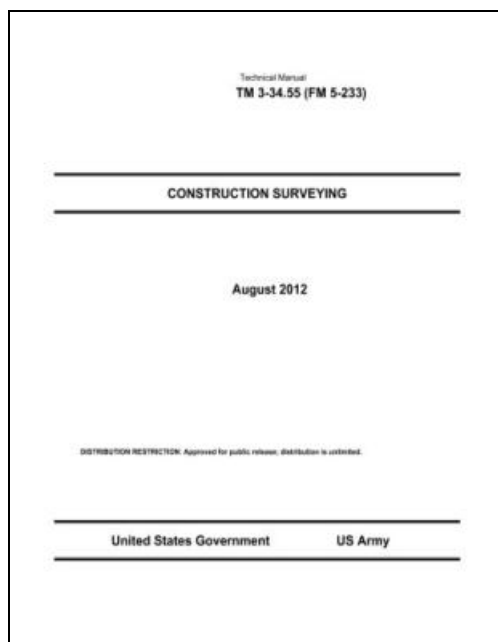 Technical Manual
TM 3-34.55 (FM 5-233)
CONSTRUCTION SURVEYING
August 2012
DISTRIBUTION RESTRICTION: Approved for public release; distribution is unlimited.
United States Government US Army